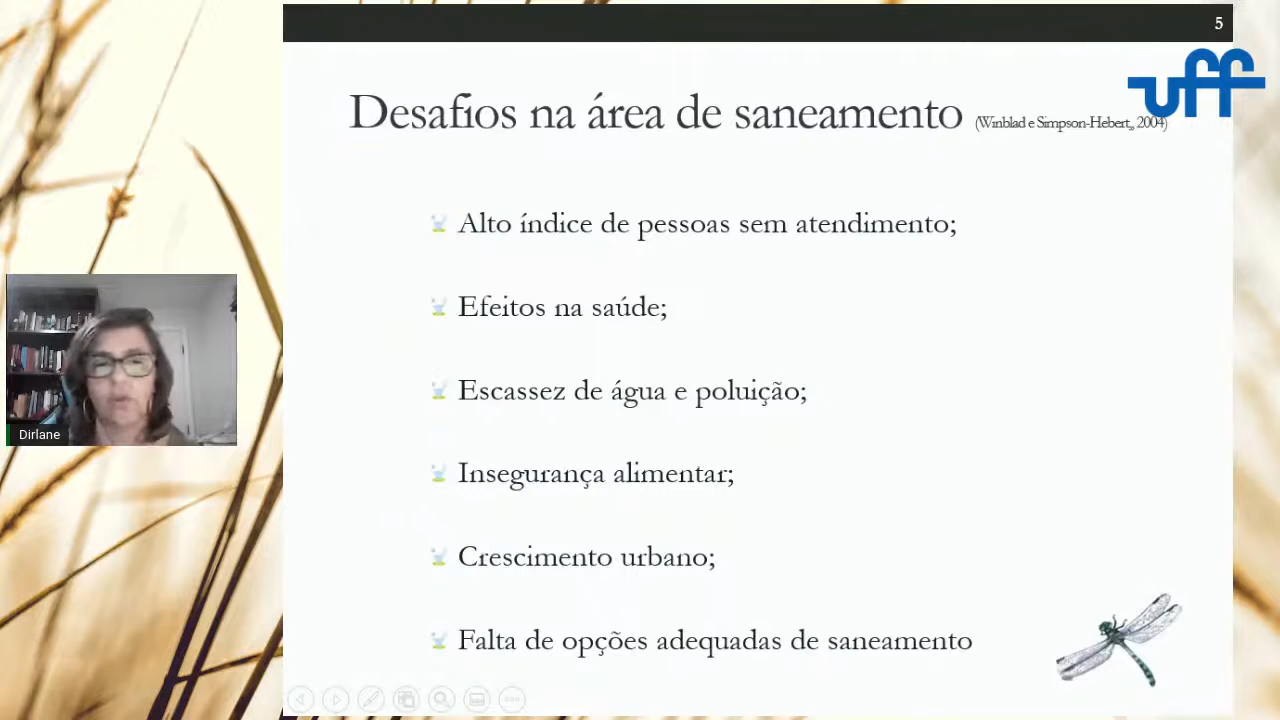 5
uff
Desafios na área de saneamento (Winblad e Simpson-Hebert,, 2004)
Alto índice de pessoas sem atendimento;
Efeitos na saúde;
Escassez de água e poluição;
Insegurança alimentar;
Crescimento urbano;
Falta de opções adequadas de saneamento
Dirlane